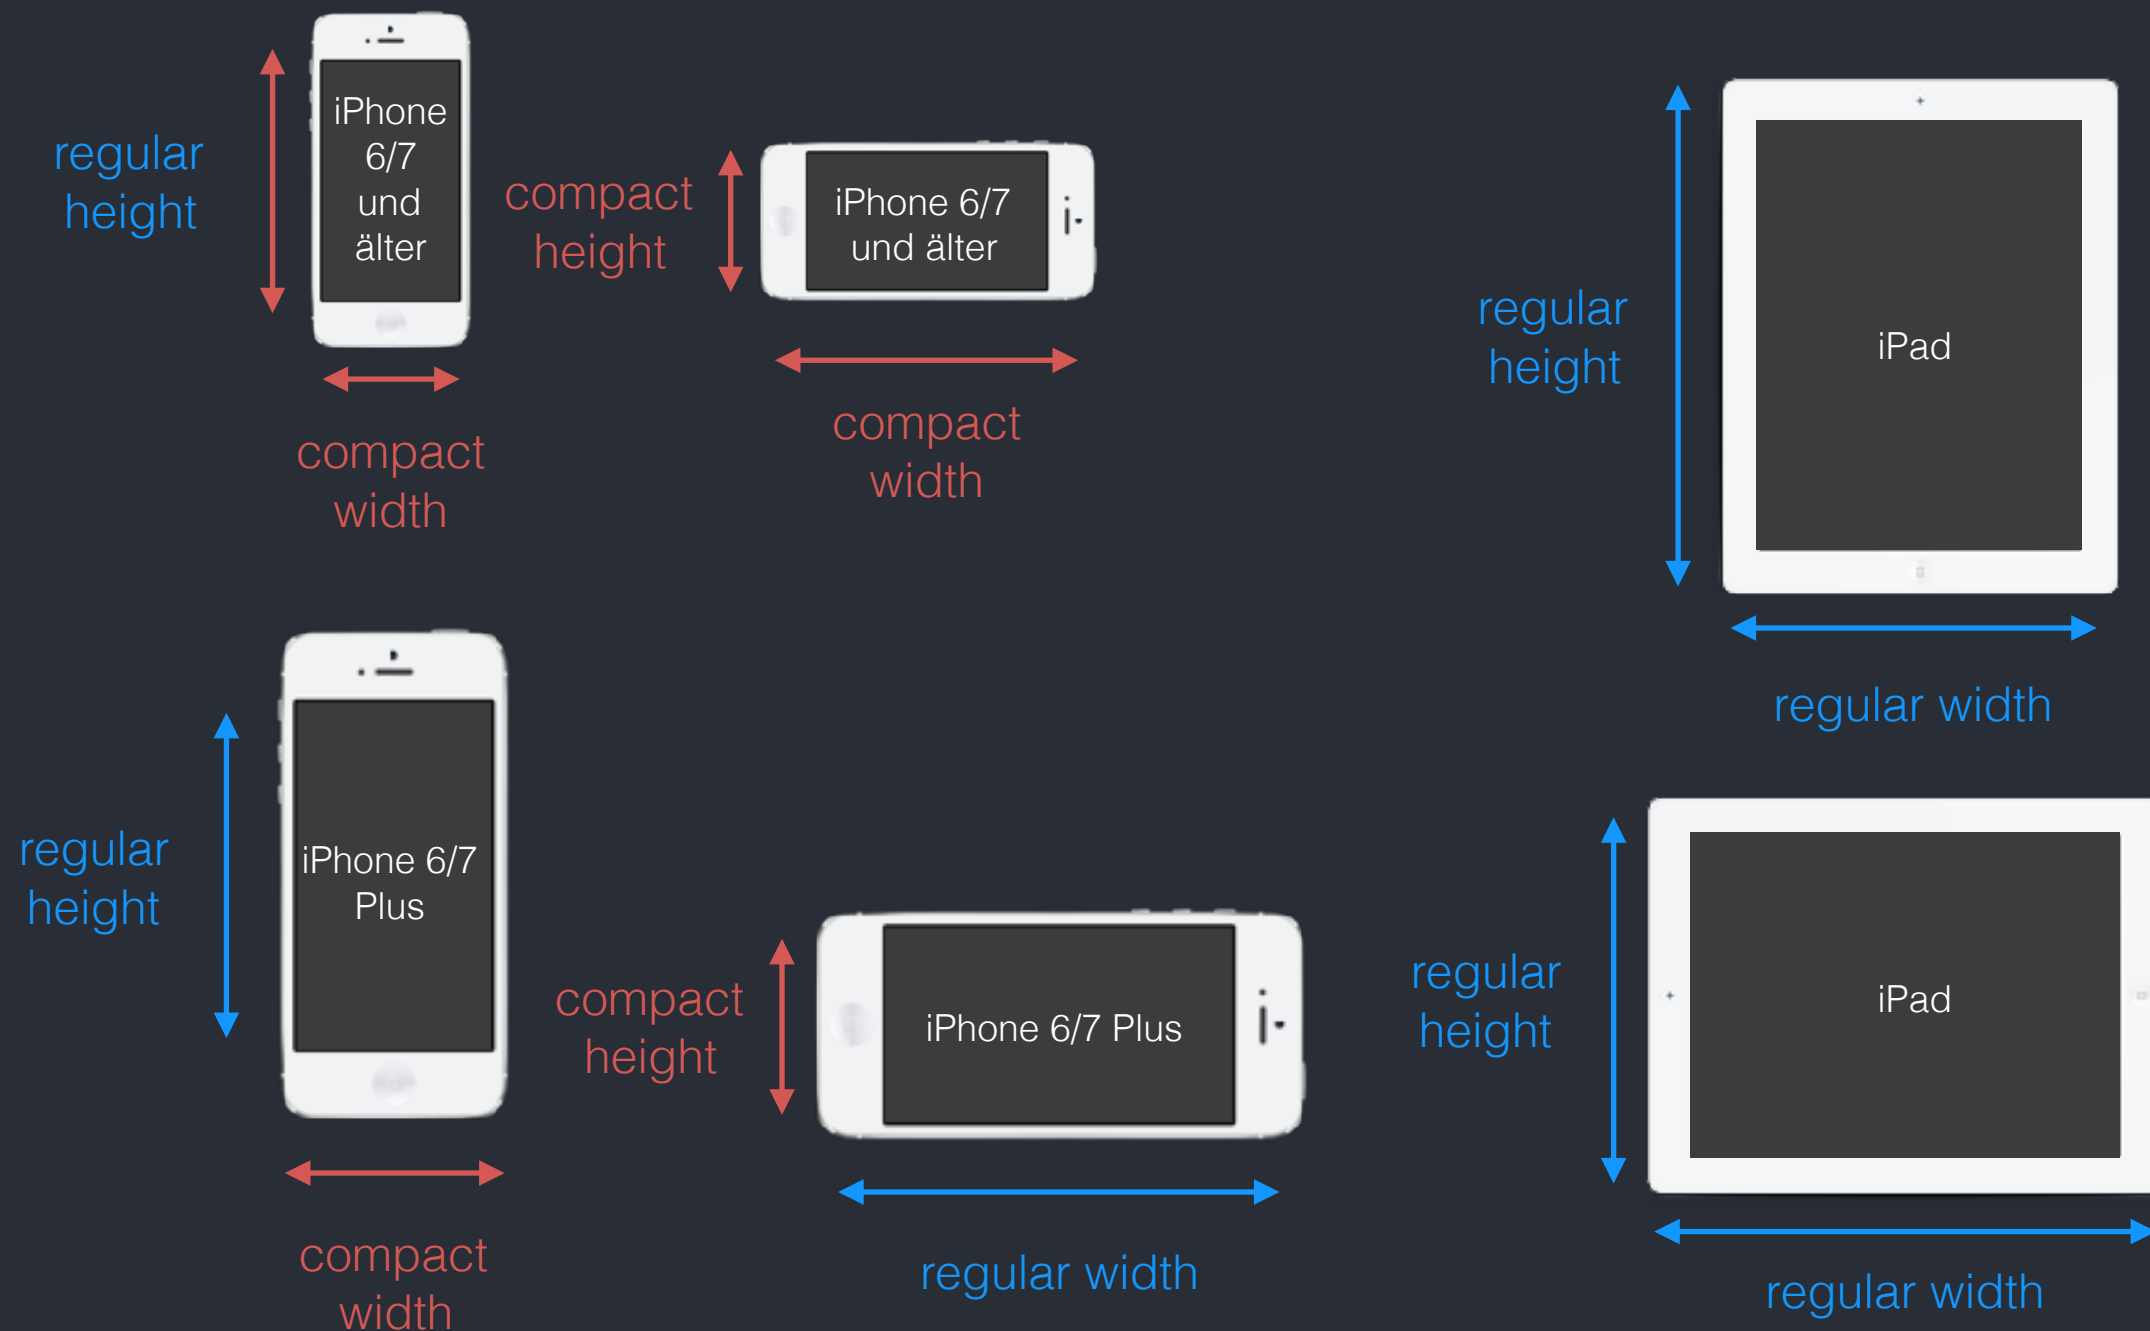 regular
height
iPhone
6/7
und
älter
compact
width
compact
height
iPhone 6/7
und älter
compact
width
regular
height
iPad
regular width
regular
height
iPhone 6/7
Plus
compact
width
compact
height
iPhone 6/7 Plus
regular width
regular
height
iPad
regular width